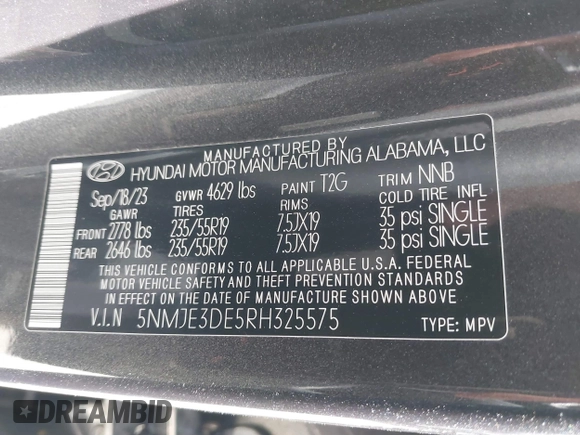 MANUFACTURED BY
HYUNDAI MOTOR MANUFACTURING ALABAMA, LLC
Sep/18/23 GVWR 4629 lbs PAINT T2G TRIM NNB
GAWR TIRES RIMS COLD TIRE INFL
FRONT 2778 lbs 235/55R19 7.5JX19 35 psi SINGLE
REAR 2646 lbs 235/55R19 7.5JX19 35 psi SINGLE
THIS VEHICLE CONFORMS TO ALL APPLICABLE U.S.A. FEDERAL
MOTOR VEHICLE SAFETY AND THEFT PREVENTION STANDARDS
IN EFFECT ON THE DATE OF MANUFACTURE SHOWN ABOVE.
V.I.N 5NMJE3DE5RH325575 TYPE: MPV
DREAMBID